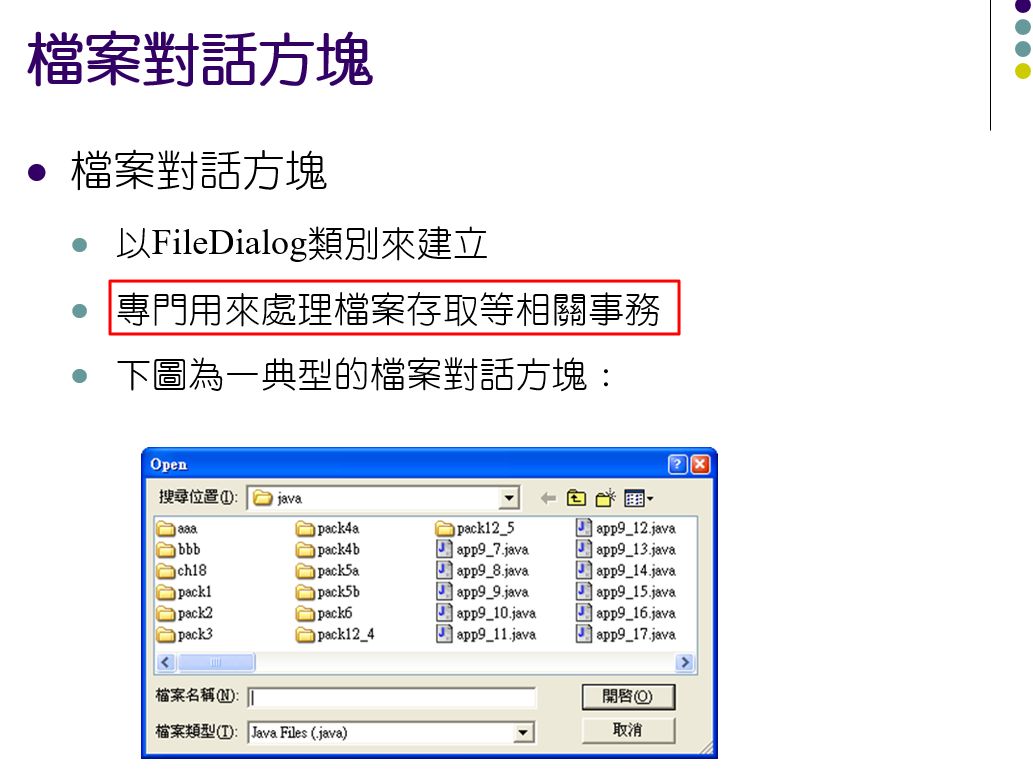 檔案對話方塊
檔案對話方塊
以FileDialog類別來建立
專門用來處理檔案存取等相關事務
下圖為一典型的檔案對話方塊：
Open
搜尋位置(I): java
aaa pack4a pack12_5 app9_12.java
bbb pack4b app9_7.java app9_13.java
ch18 pack5a app9_8.java app9_14.java
pack1 pack5b app9_9.java app9_15.java
pack2 pack6 app9_10.java app9_16.java
pack3 pack12_4 app9_11.java app9_17.java
檔案名稱(N): 開啓(O)
檔案類型(T): Java Files (.java) 取消